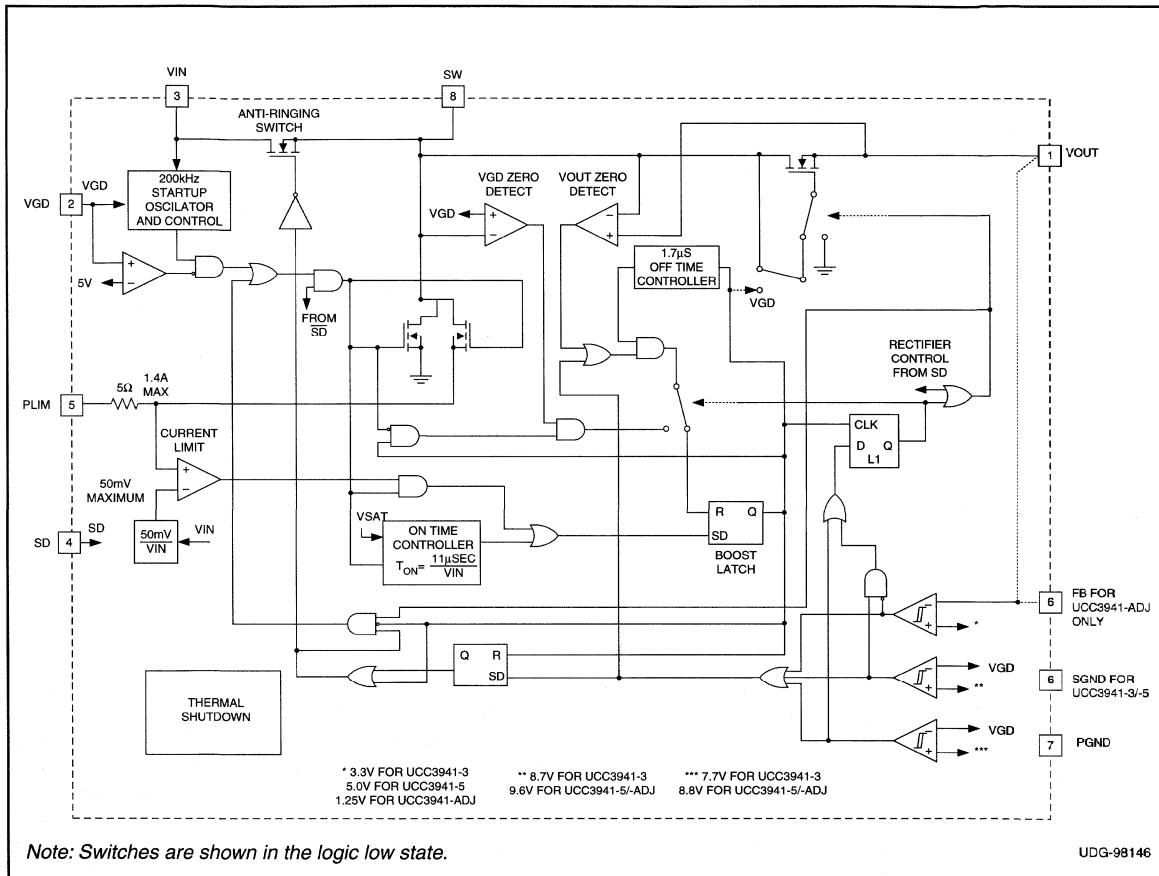 VIN
3
SW
8
ANTI-RINGING
SWITCH
VGD
2
VGD
200kHz
STARTUP
OSCILATOR
AND CONTROL
5V
+
−
FROM
SD
VGD ZERO
DETECT
VGD
+
−
VOUT ZERO
DETECT
−
+
1
VOUT
1.7µS
OFF TIME
CONTROLLER
VGD
RECTIFIER
CONTROL
FROM SD
PLIM
5
5Ω
1.4A
MAX
CURRENT
LIMIT
+
−
50mV
MAXIMUM
50mV
VIN
VIN
SD
4
SD
VSAT
ON TIME
CONTROLLER
TON= 11µSEC
VIN
R Q
SD
BOOST
LATCH
CLK
D Q
L1
Q R
SD
THERMAL
SHUTDOWN
−
+
*
6
FB FOR
UCC3941-ADJ
ONLY
−
+
VGD
**
6
SGND FOR
UCC3941-3/-5
−
+
VGD
***
7
PGND
* 3.3V FOR UCC3941-3
5.0V FOR UCC3941-5
1.25V FOR UCC3941-ADJ
** 8.7V FOR UCC3941-3
9.6V FOR UCC3941-5/-ADJ
*** 7.7V FOR UCC3941-3
8.8V FOR UCC3941-5/-ADJ
Note: Switches are shown in the logic low state.
UDG-98146